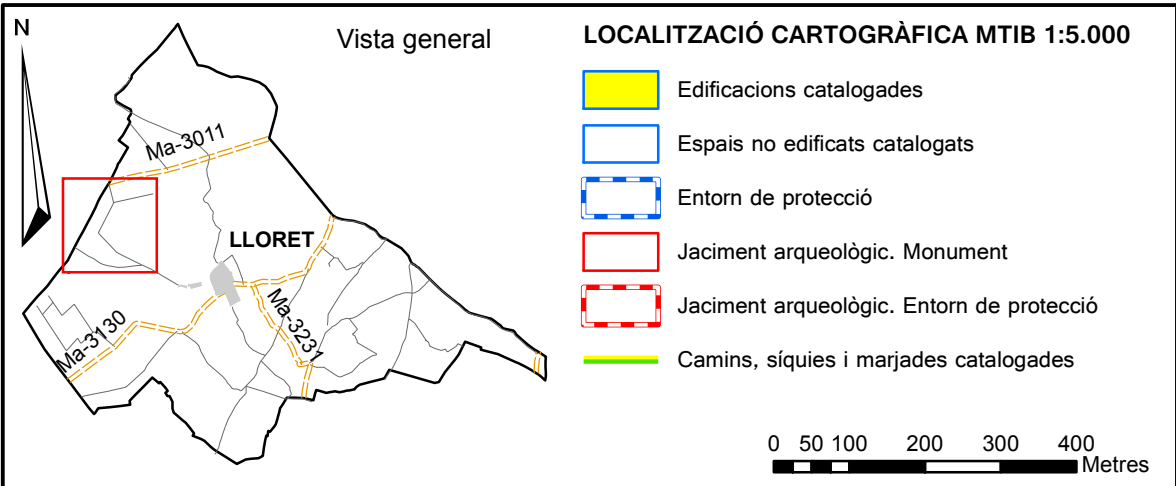 N
Vista general
Ma-3011
LLORET
Ma-3130
Ma-3231
LOCALITZACIÓ CARTOGRÀFICA MTIB 1:5.000
Edificacions catalogades
Espais no edificats catalogats
Entorn de protecció
Jaciment arqueològic. Monument
Jaciment arqueològic. Entorn de protecció
Camins, síquies i marjades catalogades
0 50 100 200 300 400
Metres